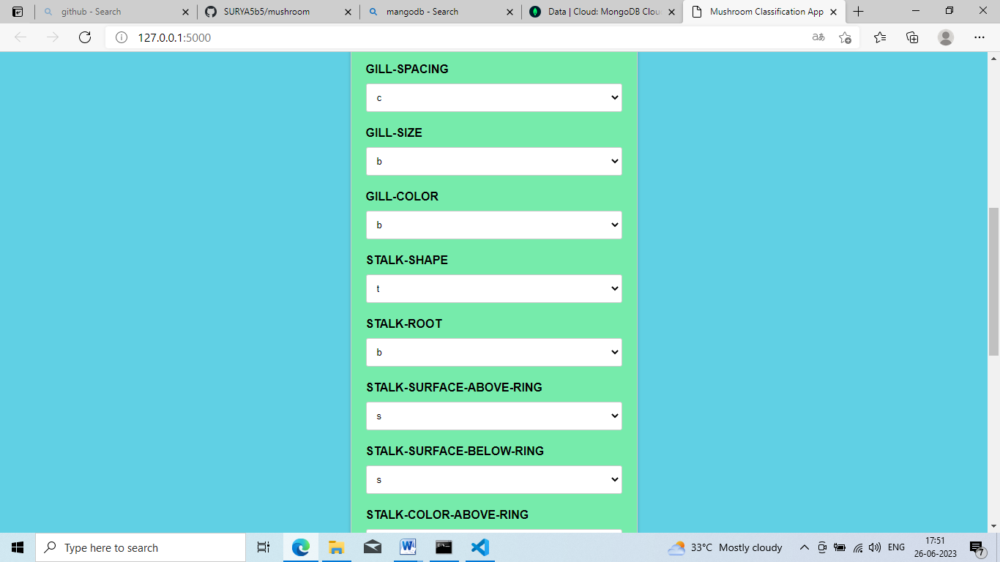 github - Search
SURYA5b5/mushroom
mangodb - Search
Data | Cloud: MongoDB Clou
Mushroom Classification App
127.0.0.1:5000
GILL-SPACING
c
GILL-SIZE
b
GILL-COLOR
b
STALK-SHAPE
t
STALK-ROOT
b
STALK-SURFACE-ABOVE-RING
s
STALK-SURFACE-BELOW-RING
s
STALK-COLOR-ABOVE-RING
Type here to search
33°C Mostly cloudy
ENG
17:51
26-06-2023
7